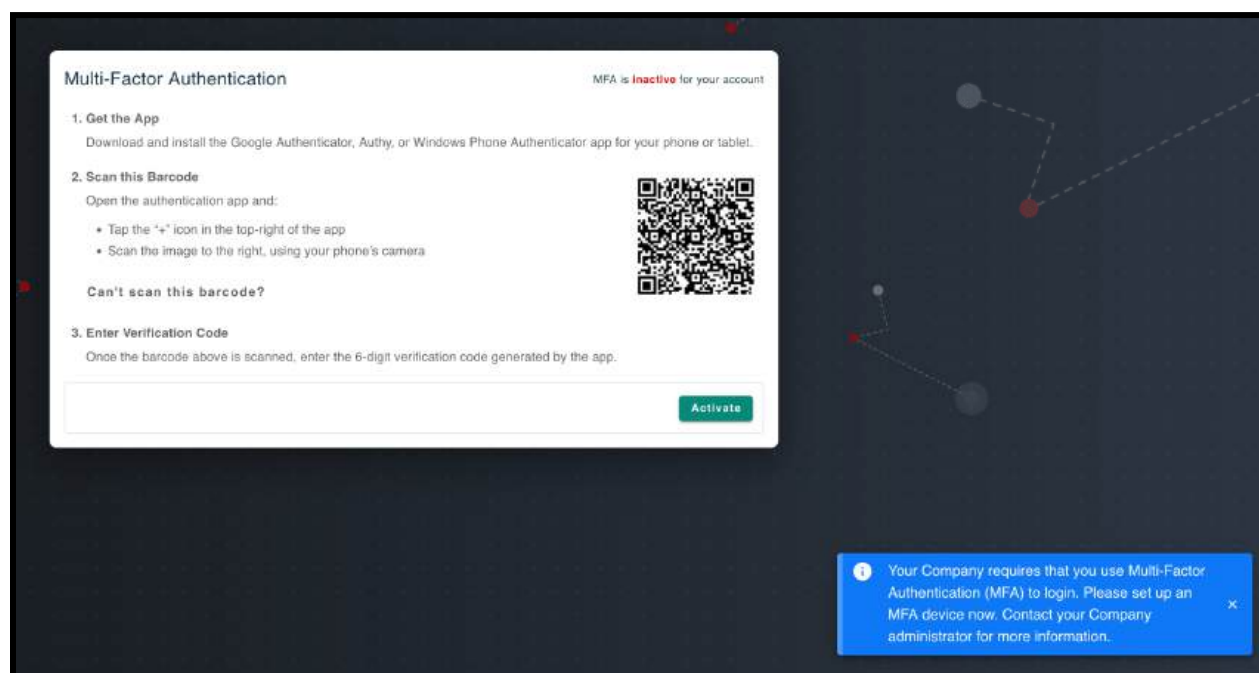 Multi-Factor Authentication
MFA is inactive for your account
1. Get the App
Download and install the Google Authenticator, Authy, or Windows Phone Authenticator app for your phone or tablet.
2. Scan this Barcode
Open the authentication app and:
• Tap the "+" icon in the top-right of the app
• Scan the image to the right, using your phone's camera
Can't scan this barcode?
3. Enter Verification Code
Once the barcode above is scanned, enter the 6-digit verification code generated by the app.
Activate
Your Company requires that you use Multi-Factor
Authentication (MFA) to login. Please set up an
MFA device now. Contact your Company
administrator for more information.